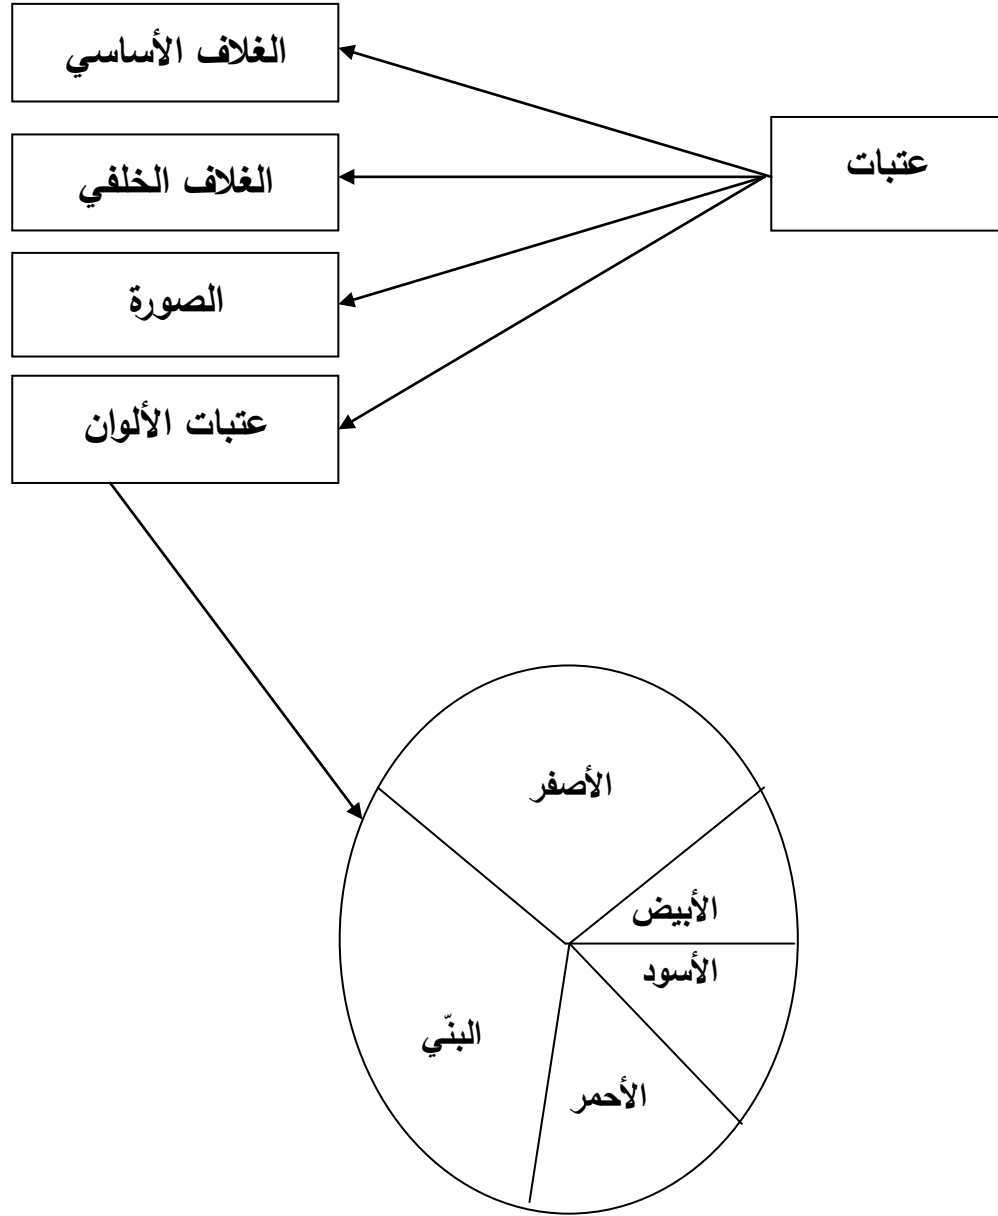 عتبات
الغلاف الأساسي
الغلاف الخلفي
الصورة
عتبات الألوان
الأصفر
الأبيض
الأسود
الأحمر
البنّي